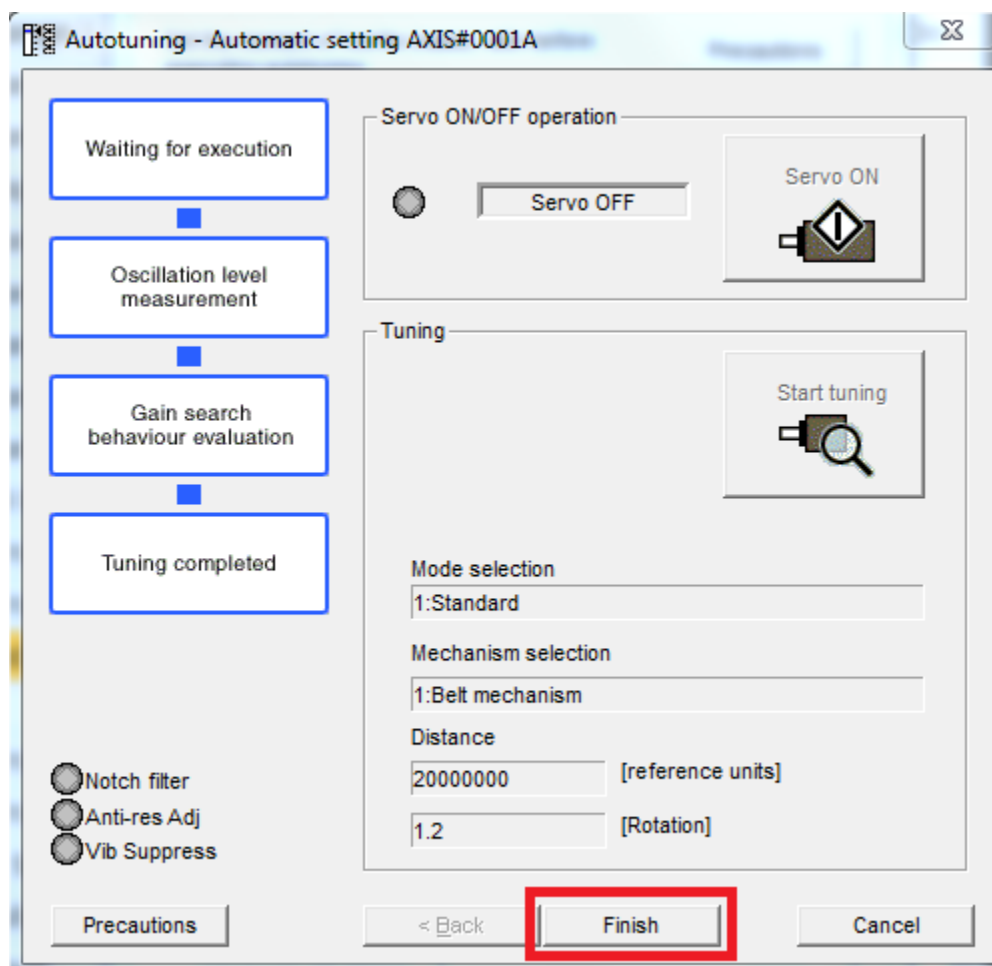 Autotuning - Automatic setting AXIS#0001A
Waiting for execution
Oscillation level
measurement
Gain search
behaviour evaluation
Tuning completed
Notch filter
Anti-res Adj
Vib Suppress
Servo ON/OFF operation
Servo OFF
Servo ON
Tuning
Start tuning
Mode selection
1:Standard
Mechanism selection
1:Belt mechanism
Distance
20000000 [reference units]
1.2 [Rotation]
Precautions
< Back
Finish
Cancel